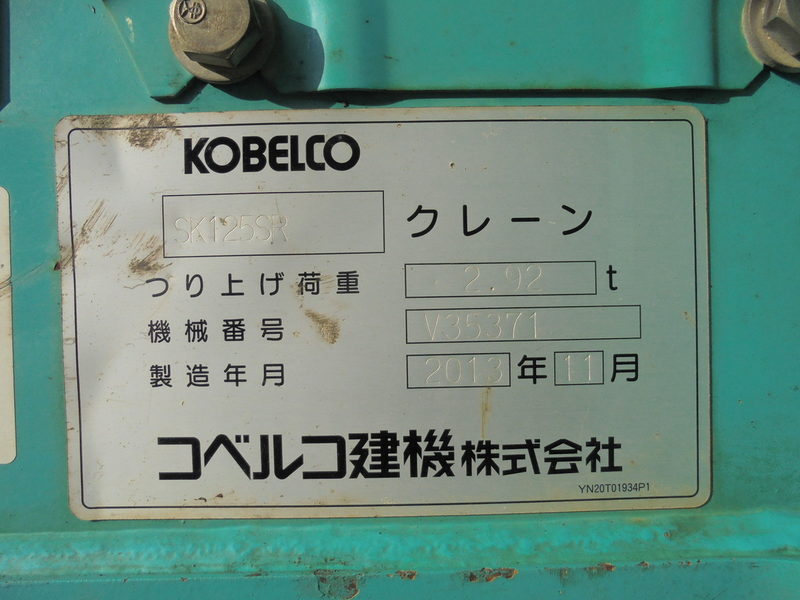 KOBELCO
SK125SR クレーン
つり上げ荷重 2.92 t
機械番号 V35371
製造年月 2013 年 11 月
コベルコ建機株式会社
YN20T01934P1